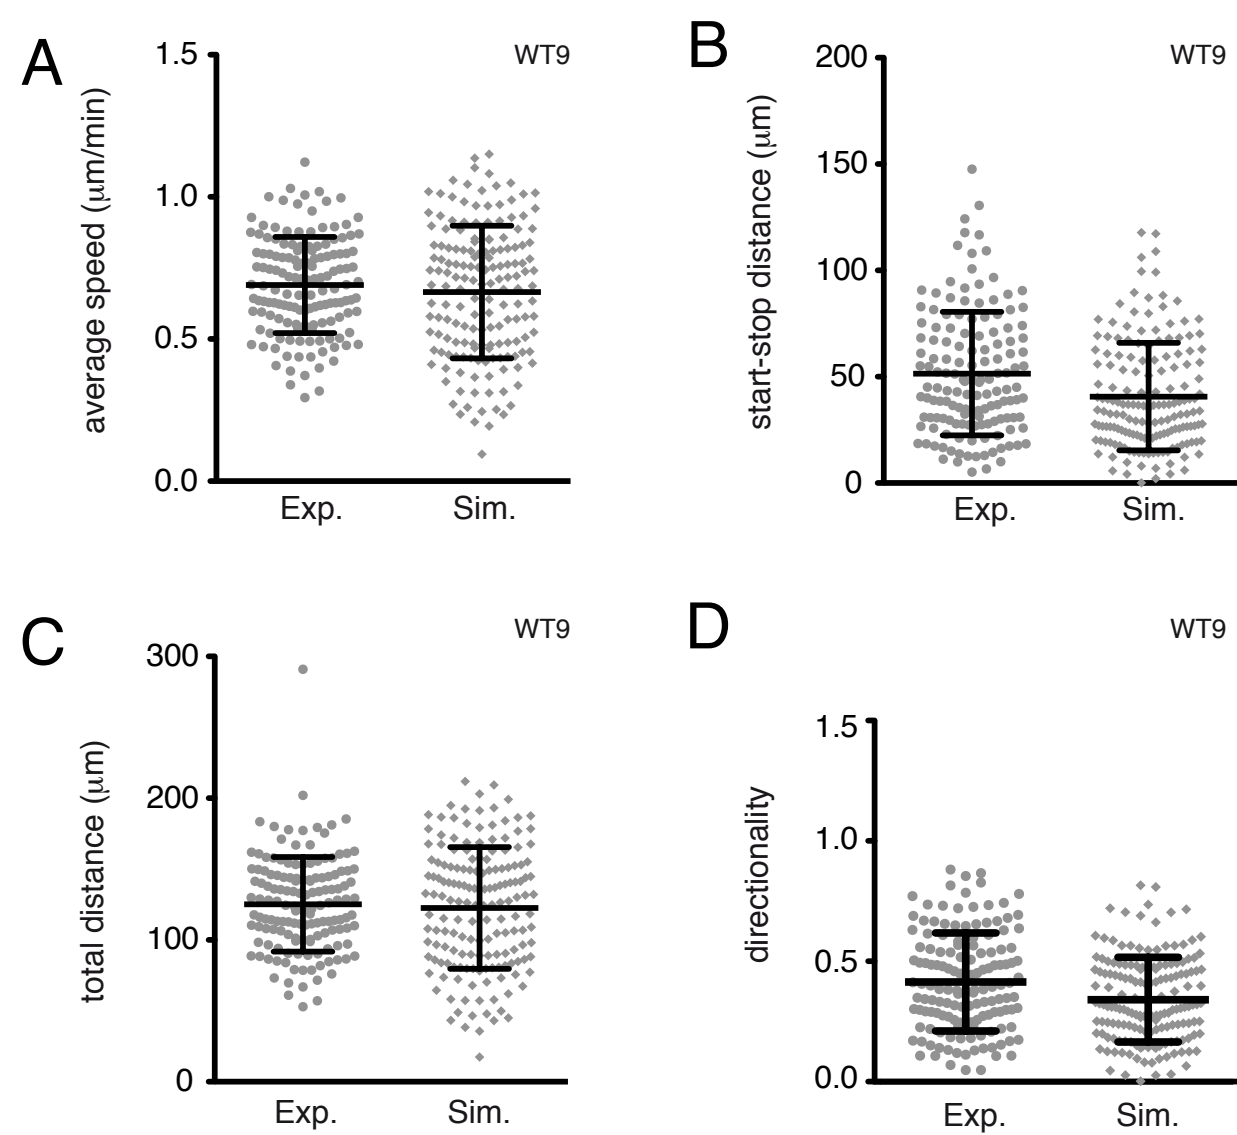 A
WT9
average speed (μm/min)
1.5
1.0
0.5
0.0
Exp.
Sim.
B
WT9
start-stop distance (μm)
200
150
100
50
0
Exp.
Sim.
C
WT9
total distance (μm)
300
200
100
0
Exp.
Sim.
D
WT9
directionality
1.5
1.0
0.5
0.0
Exp.
Sim.